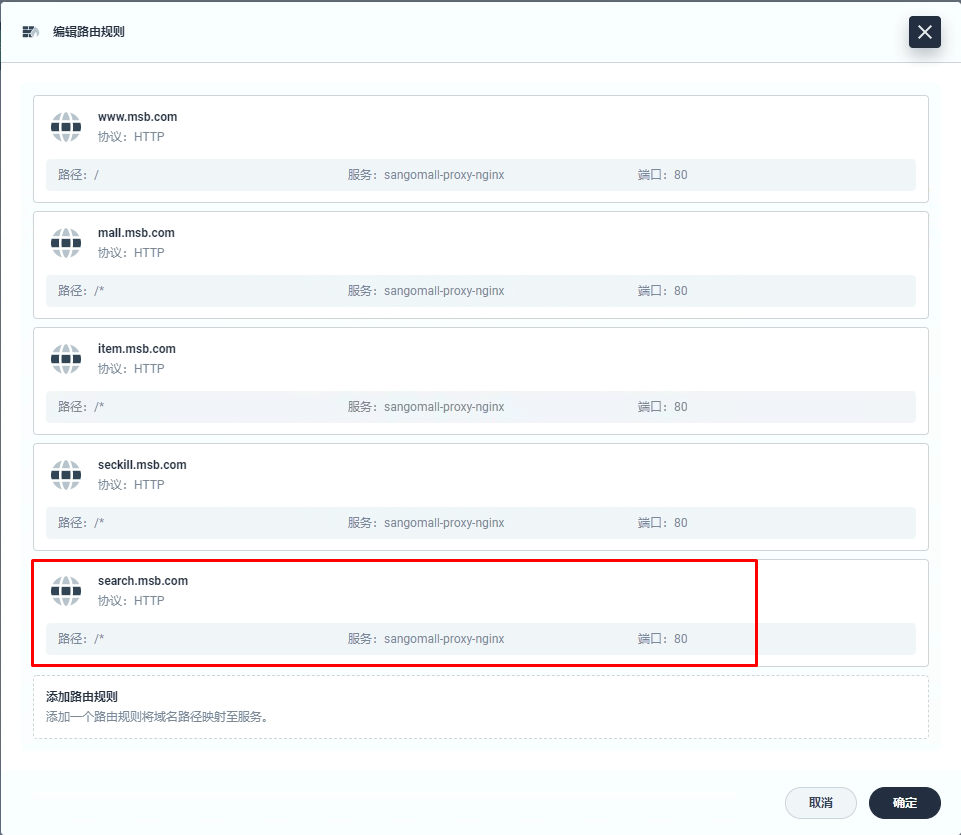 编辑路由规则
www.msb.com
协议：HTTP
路径：/ 服务：sangomall-proxy-nginx 端口：80
mall.msb.com
协议：HTTP
路径：/* 服务：sangomall-proxy-nginx 端口：80
item.msb.com
协议：HTTP
路径：/* 服务：sangomall-proxy-nginx 端口：80
seckill.msb.com
协议：HTTP
路径：/* 服务：sangomall-proxy-nginx 端口：80
search.msb.com
协议：HTTP
路径：/* 服务：sangomall-proxy-nginx 端口：80
添加路由规则
添加一个路由规则将域名路径映射至服务。
取消 确定